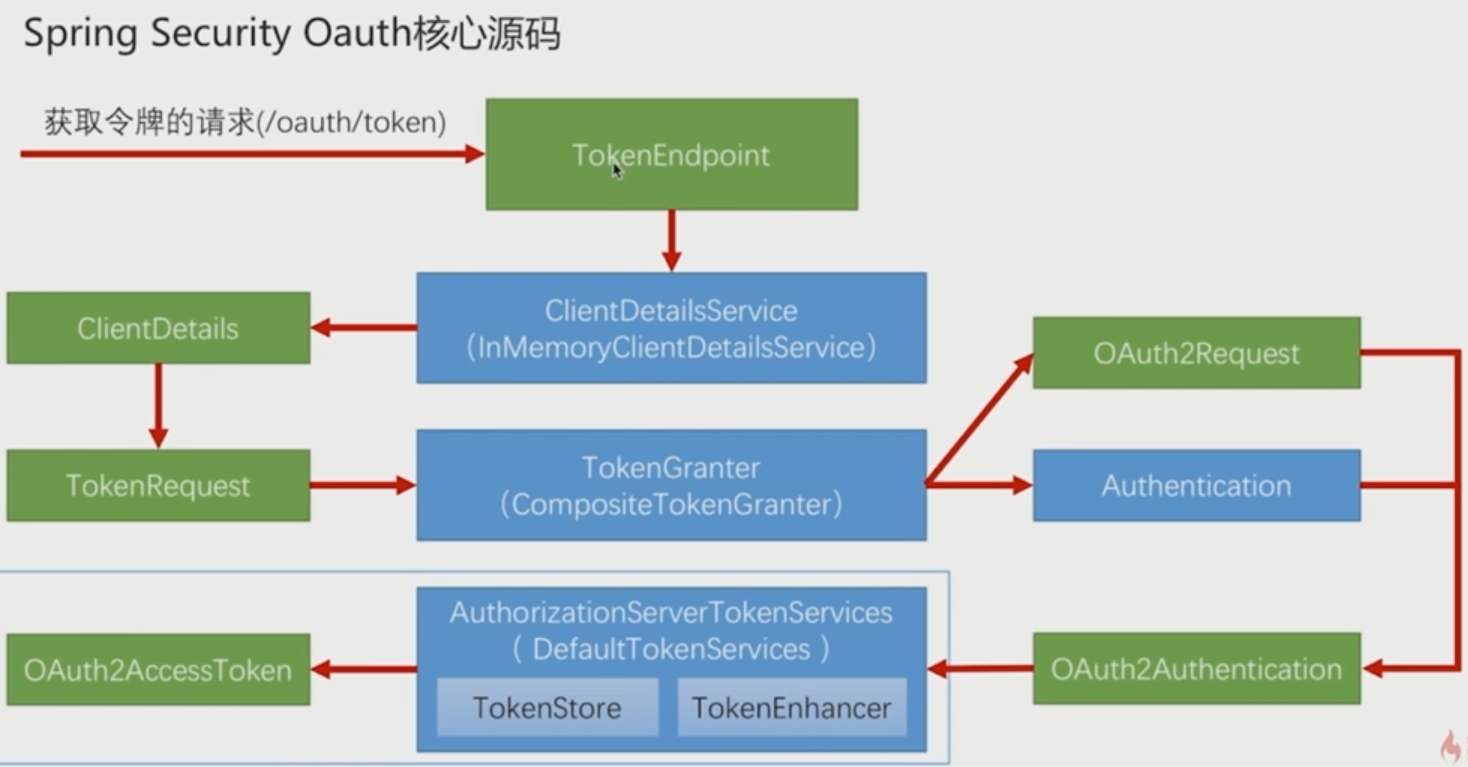 Spring Security Oauth核心源码
获取令牌的请求(/oauth/token)
TokenEndpoint
ClientDetails
ClientDetailsService
（InMemoryClientDetailsService）
OAuth2Request
TokenRequest
TokenGranter
（CompositeTokenGranter）
Authentication
OAuth2AccessToken
AuthorizationServerTokenServices
（ DefaultTokenServices ）
TokenStore
TokenEnhancer
OAuth2Authentication